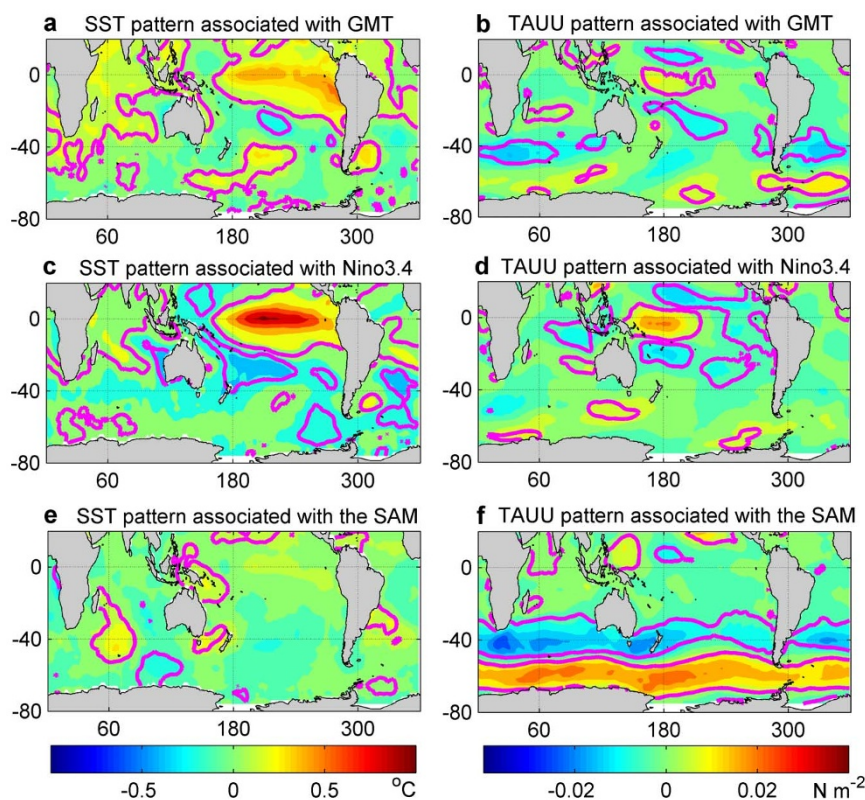 a SST pattern associated with GMT
b TAUU pattern associated with GMT
0
-40
-80
60 180 300
0
-40
-80
60 180 300
c SST pattern associated with Nino3.4
d TAUU pattern associated with Nino3.4
0
-40
-80
60 180 300
0
-40
-80
60 180 300
e SST pattern associated with the SAM
f TAUU pattern associated with the SAM
0
-40
-80
60 180 300
0
-40
-80
60 180 300
-0.5 0 0.5 °C
-0.02 0 0.02 N m⁻²